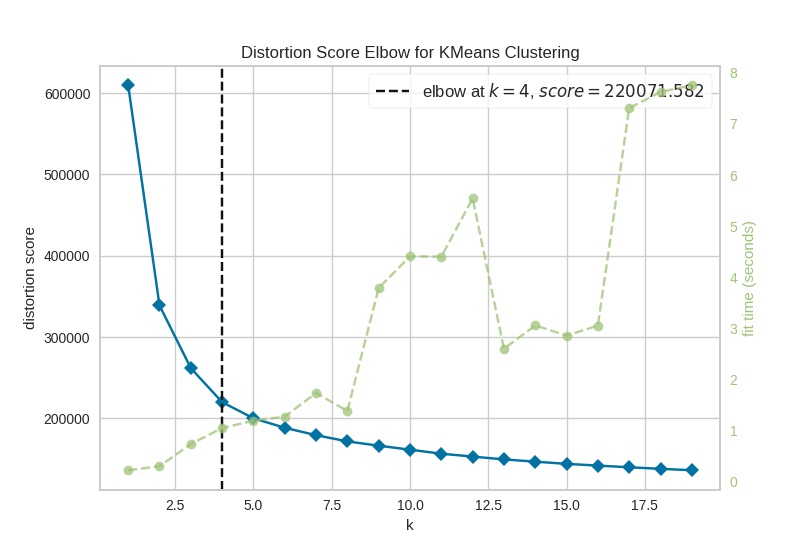 Distortion Score Elbow for KMeans Clustering
elbow at k = 4, score = 220071.582
distortion score
600000
500000
400000
300000
200000
8
7
6
5
4
3
2
1
0
fit time (seconds)
2.5 5.0 7.5 10.0 12.5 15.0 17.5
k